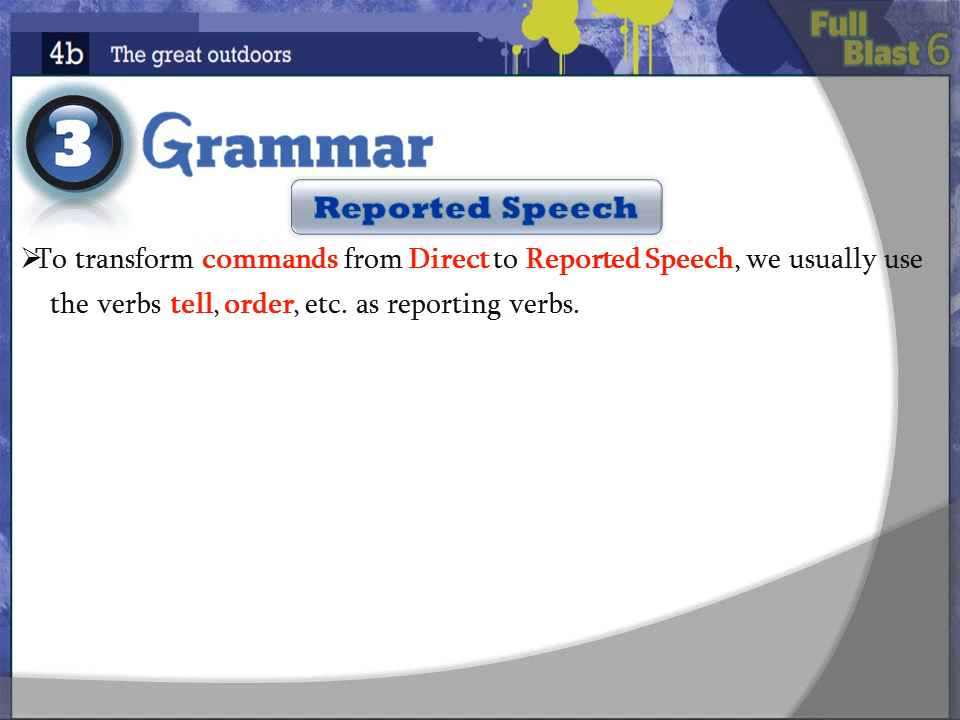 4b The great outdoors
Full
Blast 6
3 Grammar
Reported Speech
➢To transform commands from Direct to Reported Speech, we usually use
the verbs tell, order, etc. as reporting verbs.